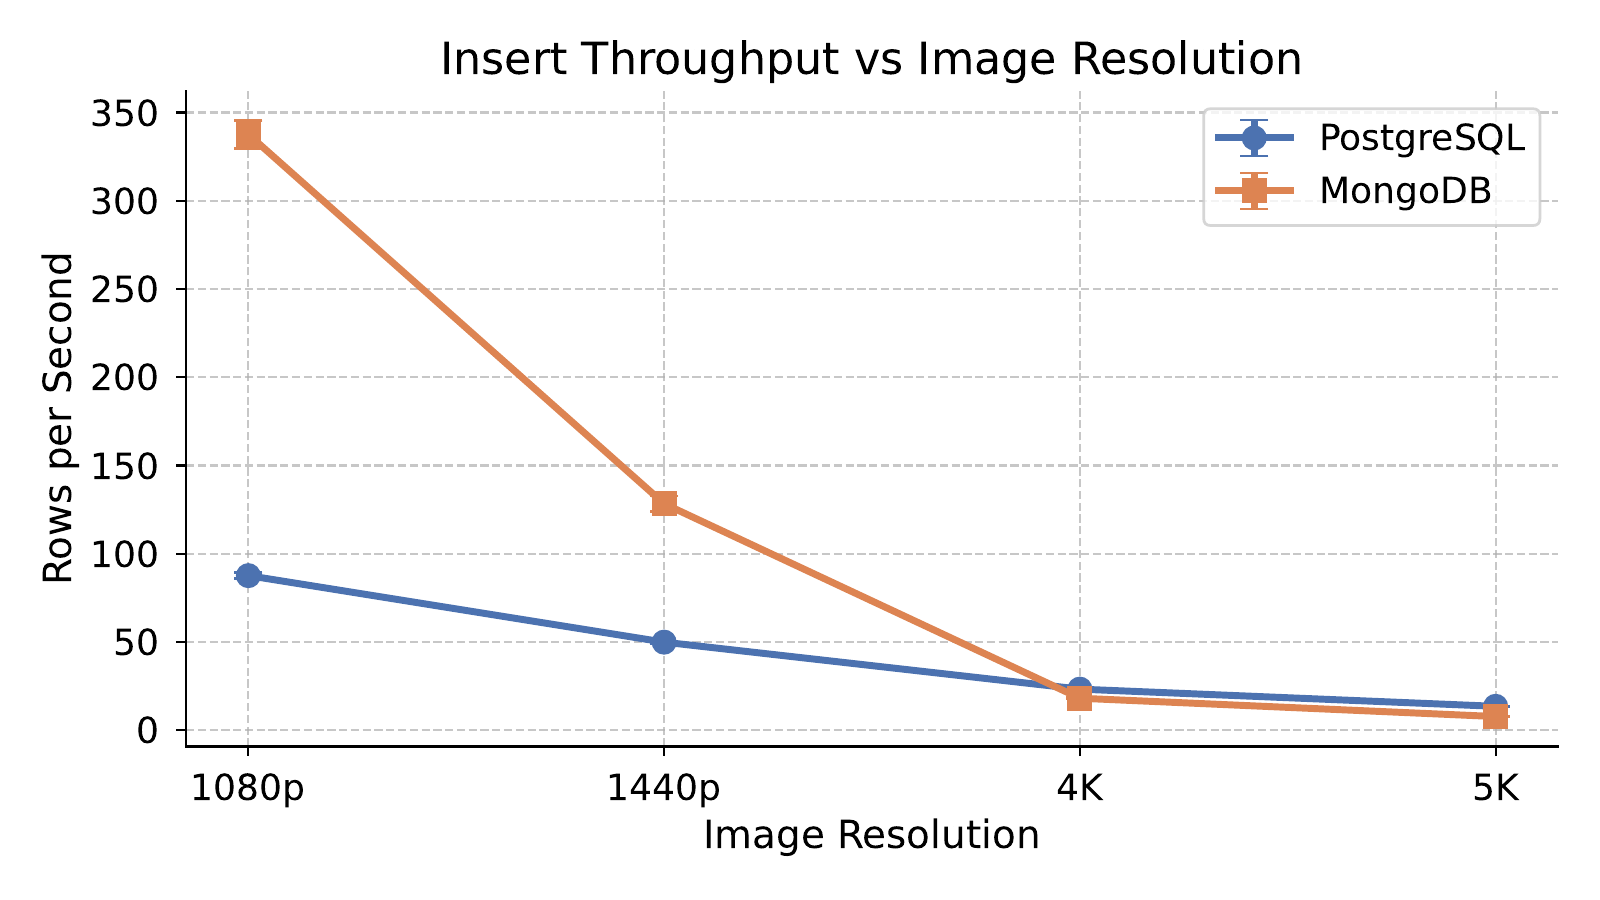 Insert Throughput vs Image Resolution
PostgreSQL
MongoDB
Rows per Second
350
300
250
200
150
100
50
0
1080p
1440p
4K
5K
Image Resolution